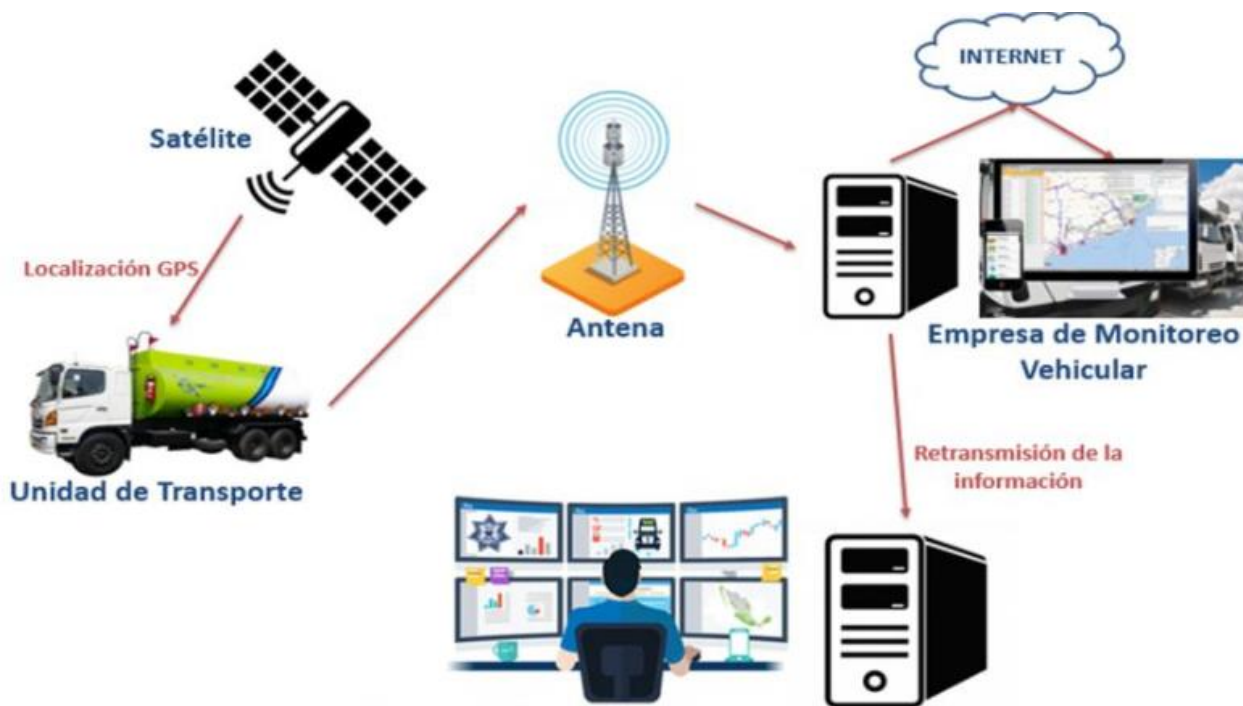 INTERNET
Satélite
Localización GPS
Antena
Empresa de Monitoreo
Vehicular
Unidad de Transporte
Retransmisión de la
información